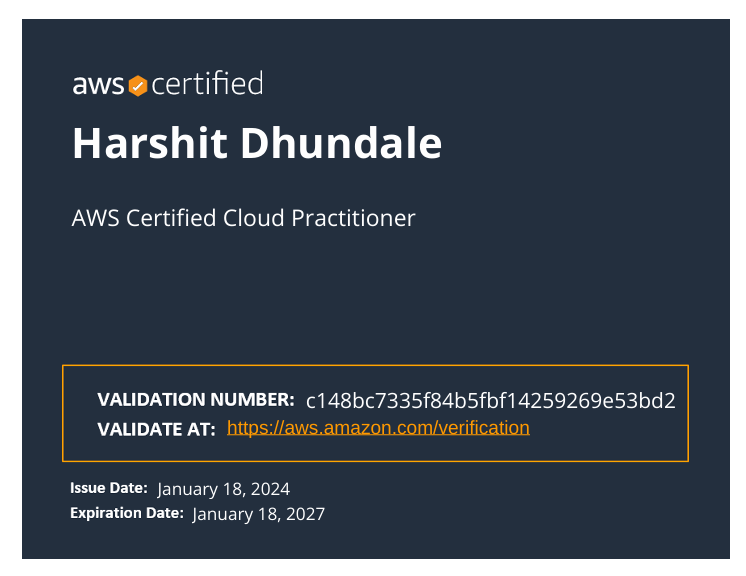 aws certified
Harshit Dhundale
AWS Certified Cloud Practitioner
VALIDATION NUMBER: c148bc7335f84b5fbf14259269e53bd2
VALIDATE AT: https://aws.amazon.com/verification
Issue Date: January 18, 2024
Expiration Date: January 18, 2027